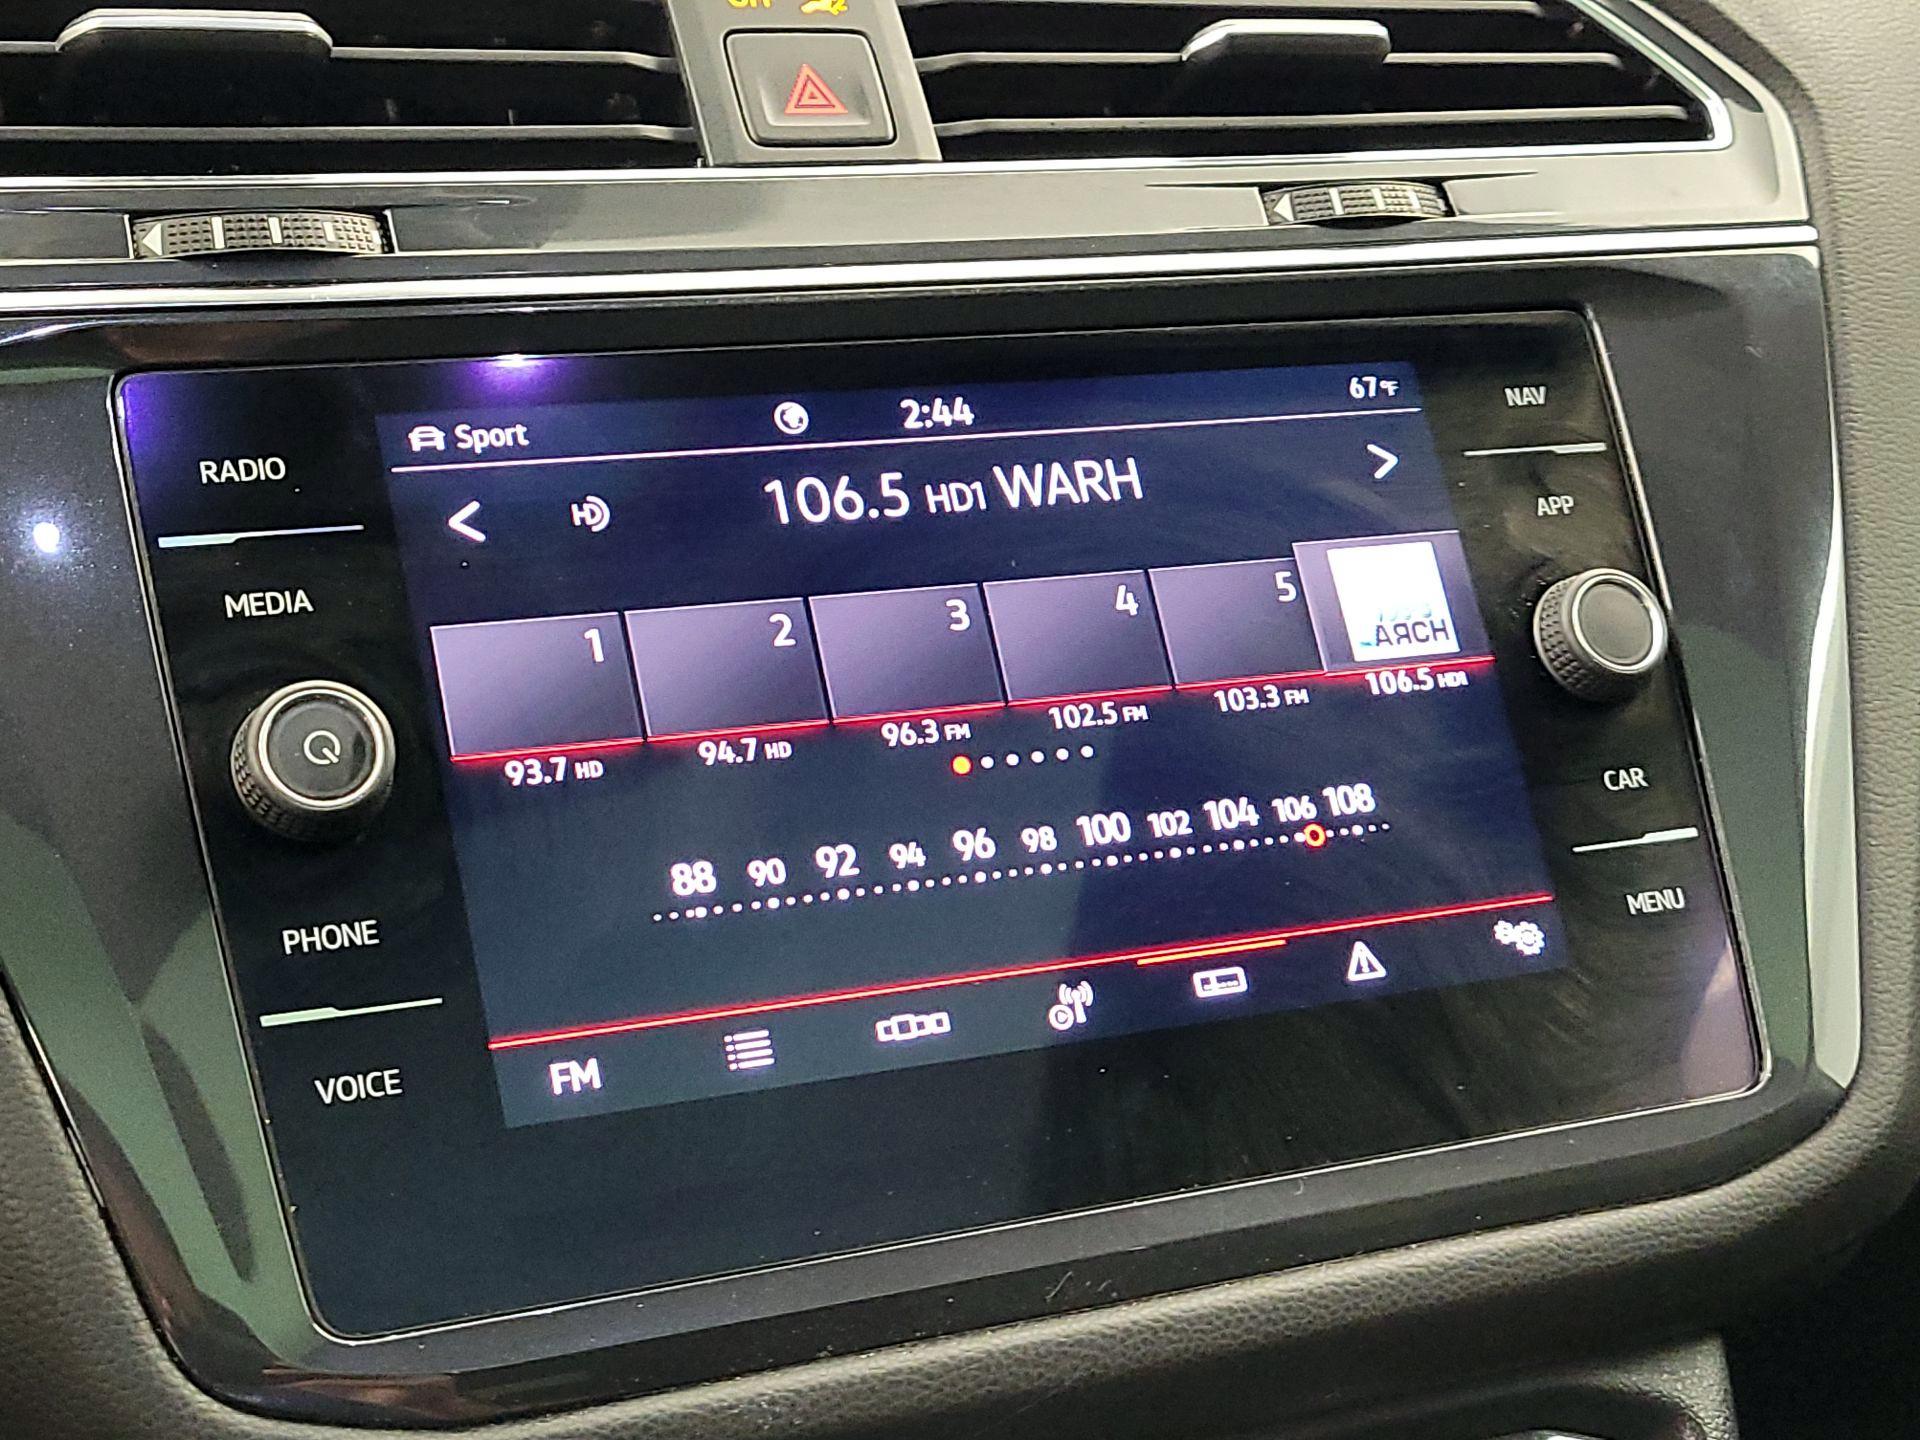 OFF
RADIO
MEDIA
PHONE
VOICE
Sport
2:44
67°F
HD
106.5 HD1 WARH
1
2
3
4
5
ARCH
93.7 HD
94.7 HD
96.3 FM
102.5 FM
103.3 FM
106.5 HD1
88 90 92 94 96 98 100 102 104 106 108
FM
NAV
APP
CAR
MENU